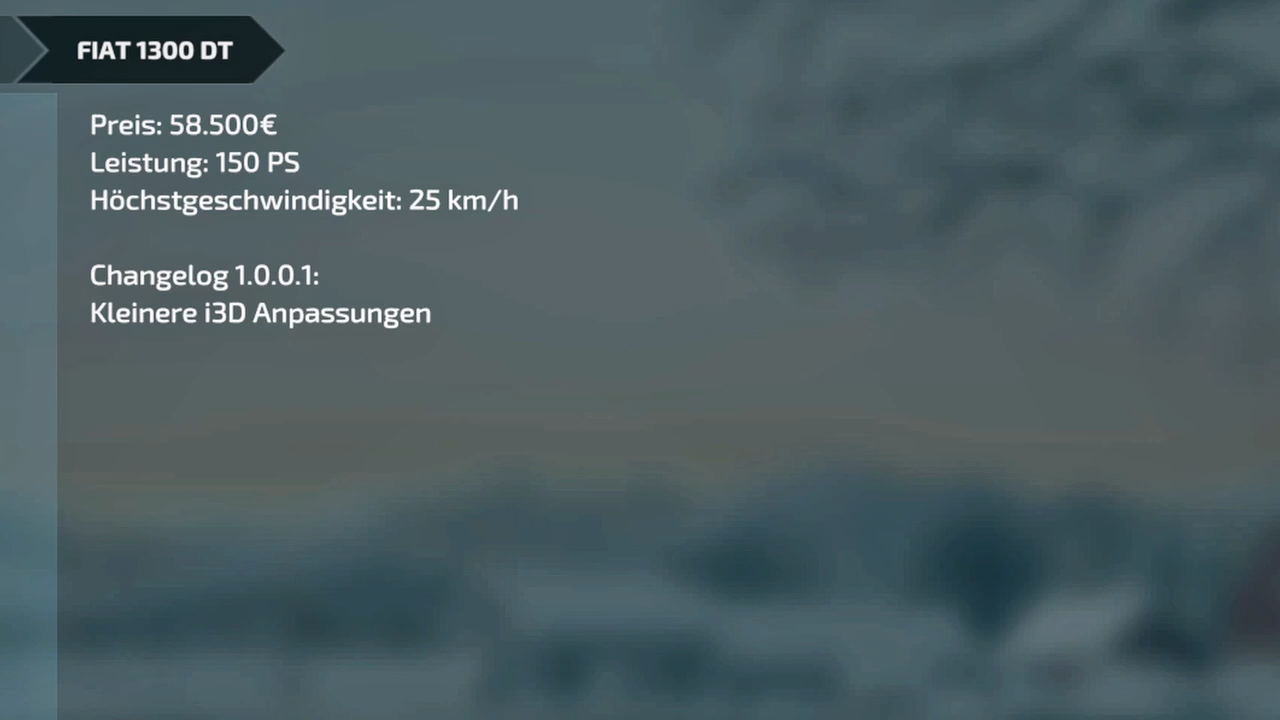 FIAT 1300 DT
Preis: 58.500€
Leistung: 150 PS
Höchstgeschwindigkeit: 25 km/h
Changelog 1.0.0.1:
Kleinere i3D Anpassungen